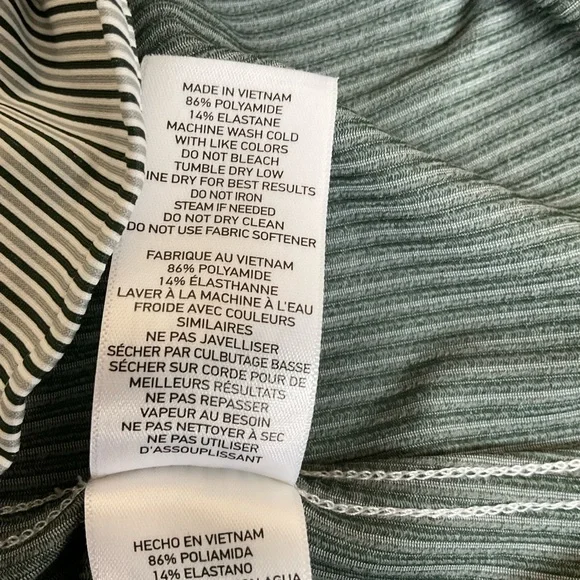 MADE IN VIETNAM
86% POLYAMIDE
14% ELASTANE
MACHINE WASH COLD
WITH LIKE COLORS
DO NOT BLEACH
TUMBLE DRY LOW
INE DRY FOR BEST RESULTS
DO NOT IRON
STEAM IF NEEDED
DO NOT DRY CLEAN
DO NOT USE FABRIC SOFTENER
FABRIQUE AU VIETNAM
86% POLYAMIDE
14% ÉLASTHANNE
LAVER À LA MACHINE À L'EAU
FROIDE AVEC COULEURS
SIMILAIRES
NE PAS JAVELLISER
SÉCHER PAR CULBUTAGE BASSE
SÉCHER SUR CORDE POUR DE
MEILLEURS RÉSULTATS
NE PAS REPASSER
VAPEUR AU BESOIN
NE PAS NETTOYER À SEC
NE PAS UTILISER
D'ASSOUPLISSANT
HECHO EN VIETNAM
86% POLIAMIDA
14% ELASTANO
AGUA